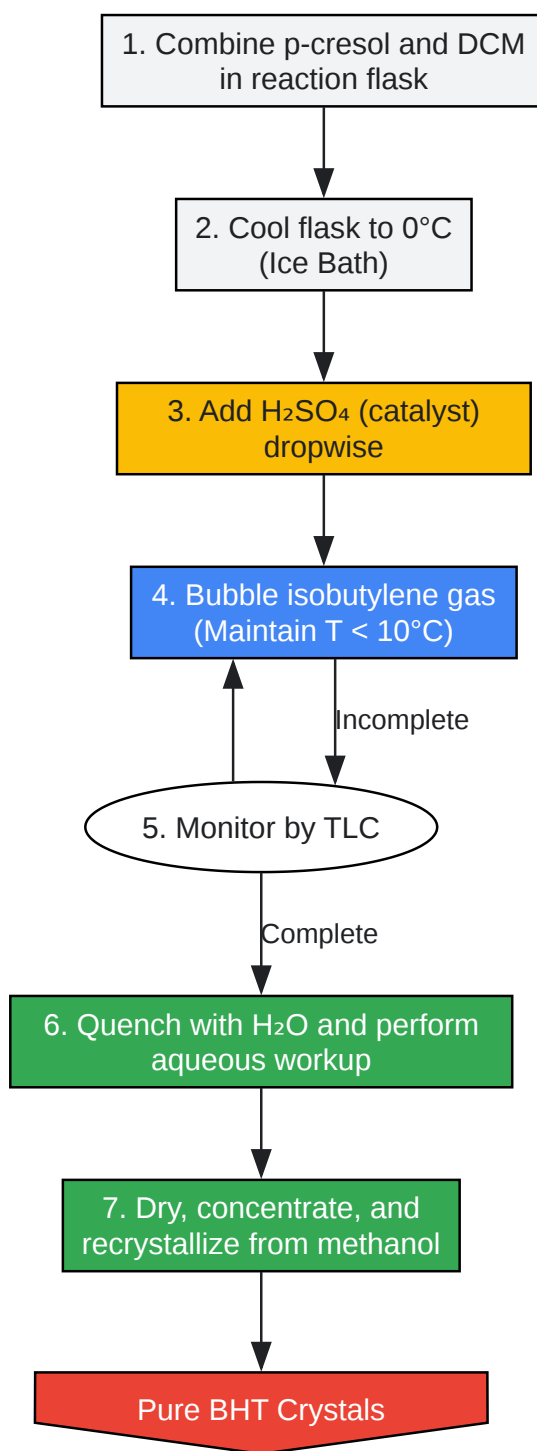 1. Combine p-cresol and DCM
in reaction flask
2. Cool flask to 0°C
(Ice Bath)
3. Add H₂SO₄ (catalyst)
dropwise
4. Bubble isobutylene gas
(Maintain T < 10°C)
Incomplete
5. Monitor by TLC
Complete
6. Quench with H₂O and perform
aqueous workup
7. Dry, concentrate, and
recrystallize from methanol
Pure BHT Crystals